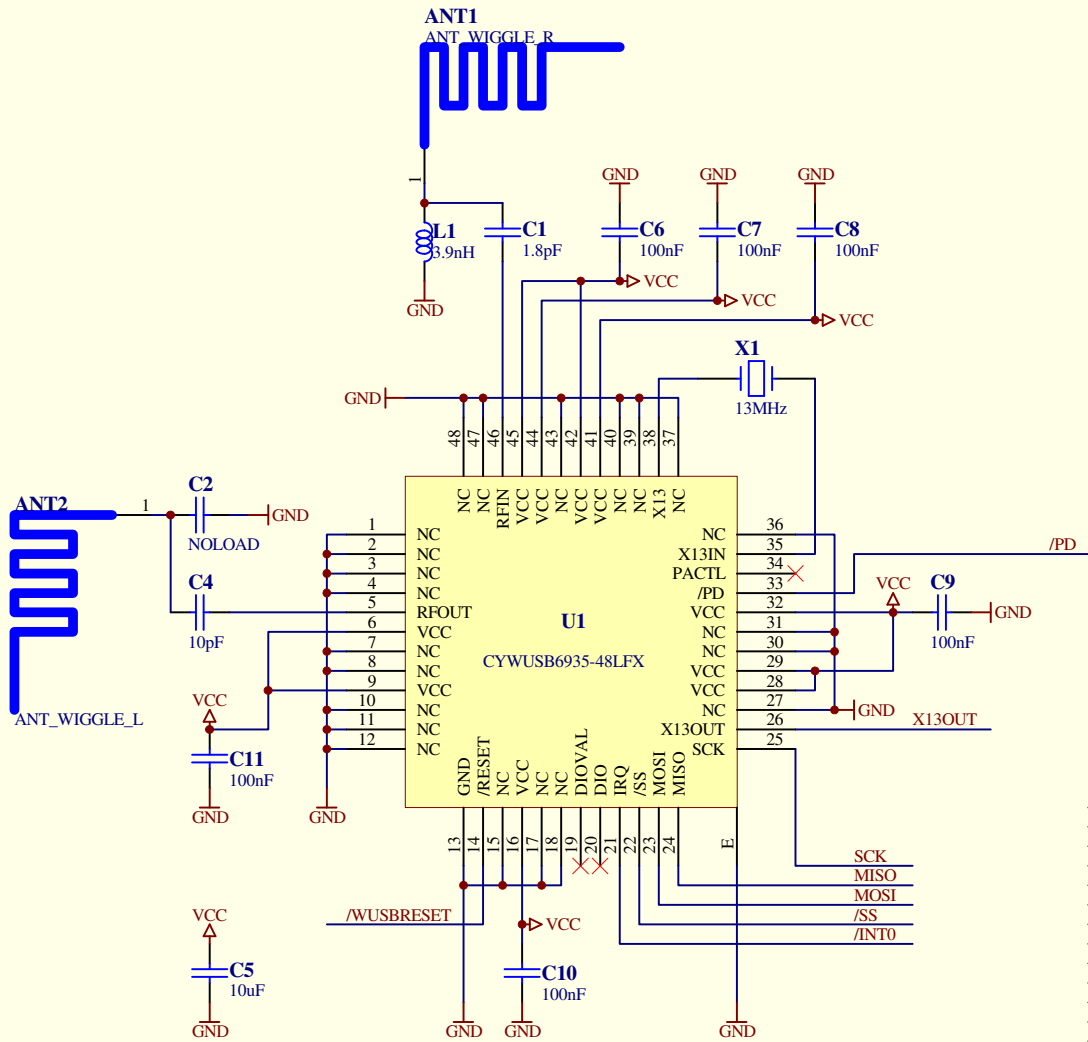 ANT1
ANT_WIGGLE_R
1
GND
GND
GND
L1
3.9nH
C1
1.8pF
C6
100nF
C7
100nF
C8
100nF
VCC
VCC
VCC
GND
X1
13MHz
GND
48
47
46
45
44
43
42
41
40
39
38
37
NC
NC
RFIN
VCC
VCC
NC
VCC
VCC
NC
NC
X13
NC
ANT2
1
C2
NOLOAD
GND
C4
10pF
ANT_WIGGLE_L
1 NC
2 NC
3 NC
4 NC
5 RFOUT
6 VCC
7 NC
8 NC
9 VCC
10 NC
11 NC
12 NC
U1
CYWUSB6935-48LFX
NC 36
X13IN 35
PACTL 34
/PD 33
VCC 32
NC 31
NC 30
VCC 29
VCC 28
NC 27
X13OUT 26
SCK 25
/PD
VCC
C9
100nF
GND
GND
X13OUT
VCC
C11
100nF
GND
GND
GND
/RESET
NC
VCC
NC
NC
DIOVAL
DIO
IRQ
/SS
MOSI
MISO
13
14
15
16
17
18
19
20
21
22
23
24
E
SCK
MISO
MOSI
/SS
/INT0
/WUSBRESET
VCC
VCC
C5
10uF
GND
C10
100nF
GND
GND
GND